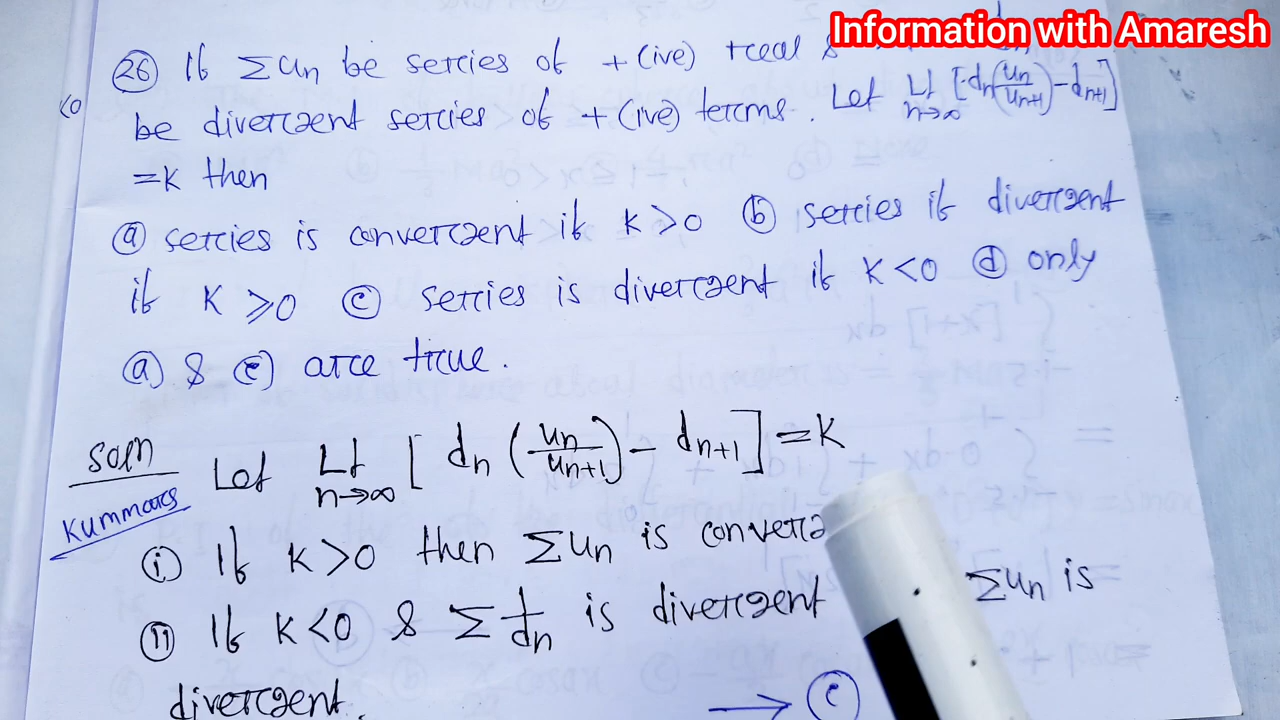 Information with Amaresh
26 If Σun be series of +(ive) real &
<0
be divergent series of +(ive) terms. Let Lt n→∞ [dn(un/un+1)-dn+1]
=K then
(a) series is convergent if K>0 (b) series if divergent
if K ⩾0 (c) series is divergent if K<0 (d) only
(a) & (c) are true.
Soln
Let Lt n→∞ [ dn (un/un+1) - dn+1] =K
Kummars
(i) If K>0 then Σun is conver
(ii) If K<0 & Σ 1/dn is divergent Σun is
divergent.
→ (c)